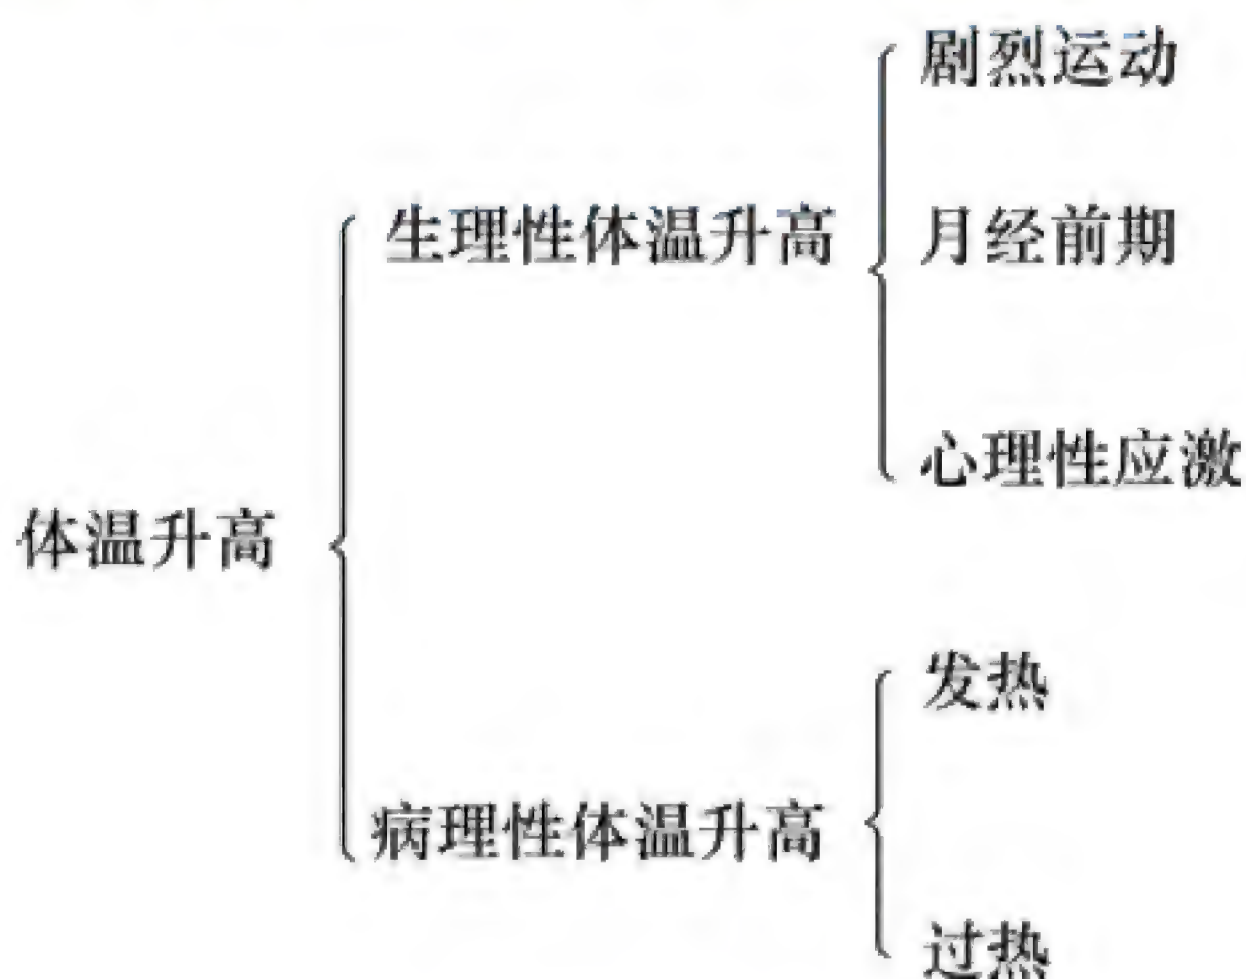 剧烈运动
生理性体温升高
月经前期
心理性应激
体温升高
发热
病理性体温升高
过热